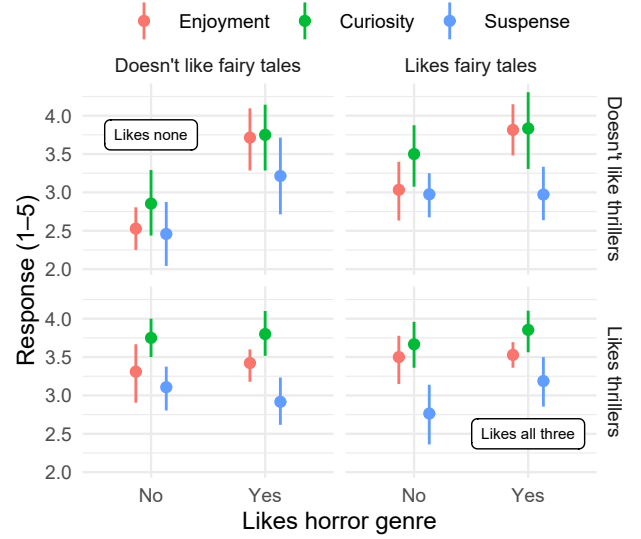 Enjoyment Curiosity Suspense
Doesn't like fairy tales Likes fairy tales
Doesn't like thrillers
Likes thrillers
Response (1–5)
4.0
3.5
3.0
2.5
2.0
Likes none
4.0
3.5
3.0
2.5
2.0
Likes all three
No Yes No Yes
Likes horror genre